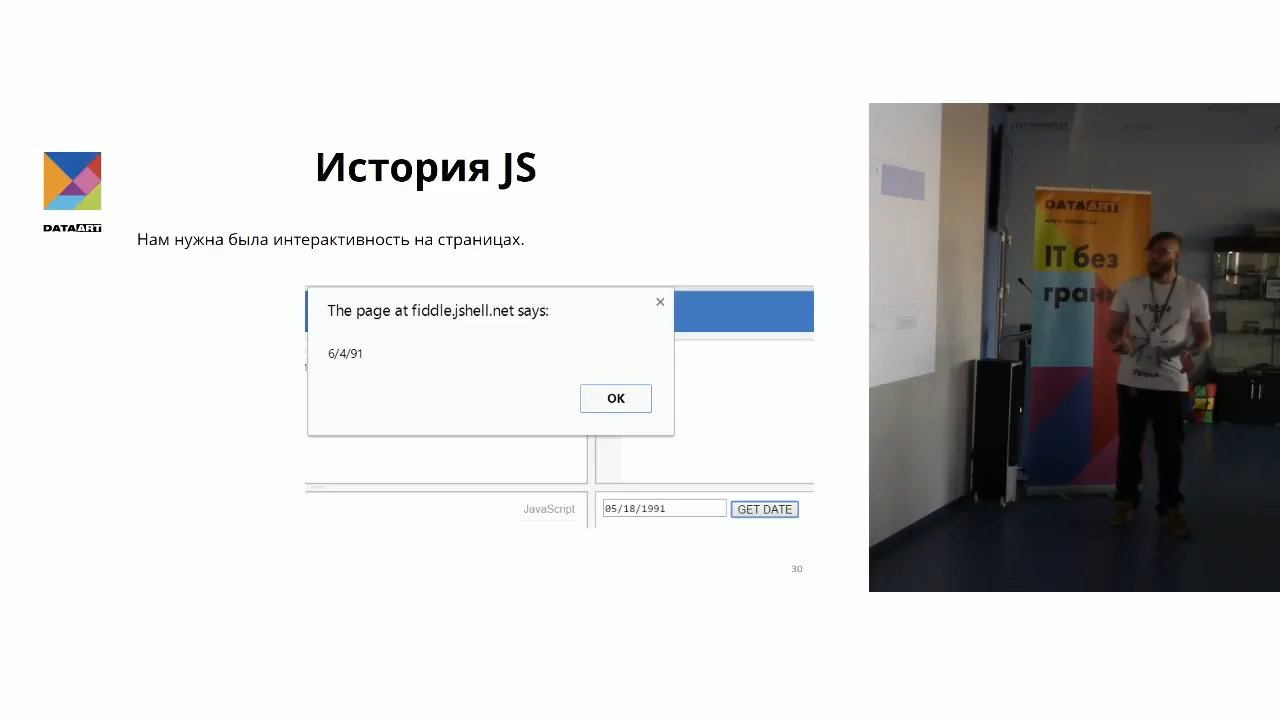 История JS
DATAART
Нам нужна была интерактивность на страницах.
The page at fiddle.jshell.net says:
6/4/91
OK
JavaScript
05/18/1991
GET DATE
30
DATAART
IT без